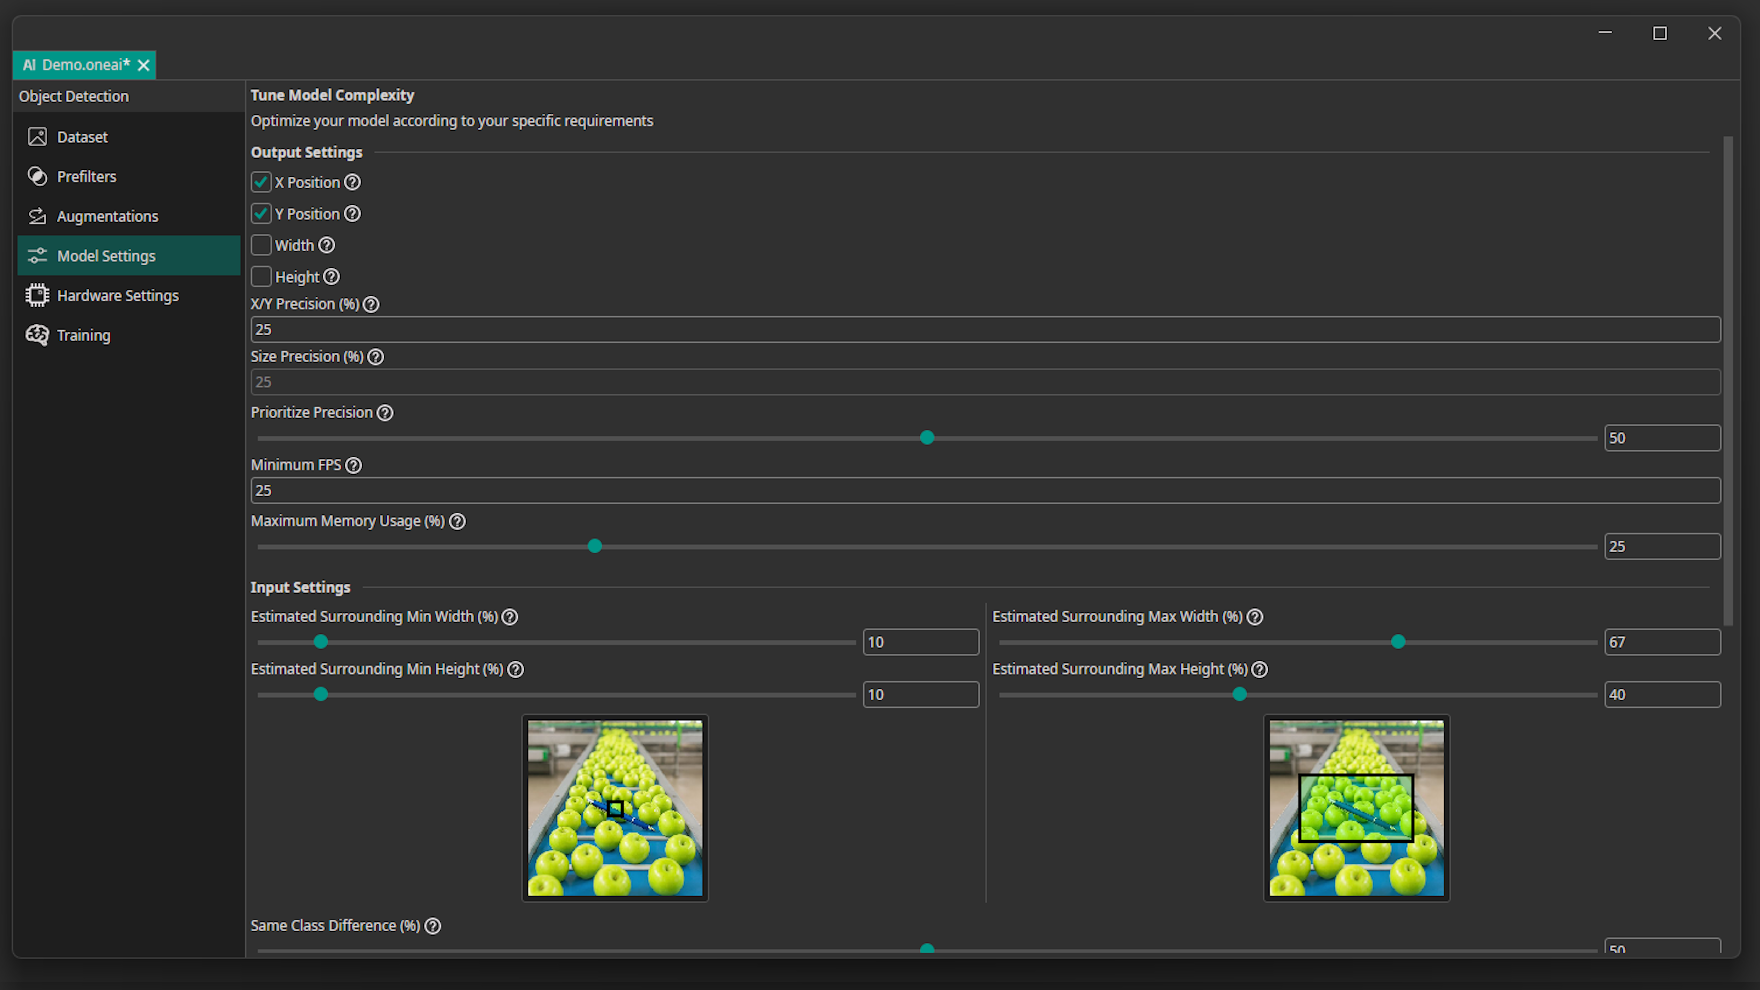 AI Demo.oneai*
Object Detection
Dataset
Prefilters
Augmentations
Model Settings
Hardware Settings
Training
Tune Model Complexity
Optimize your model according to your specific requirements
Output Settings
X Position
Y Position
Width
Height
X/Y Precision (%)
25
Size Precision (%)
25
Prioritize Precision
50
Minimum FPS
25
Maximum Memory Usage (%)
25
Input Settings
Estimated Surrounding Min Width (%)
10
Estimated Surrounding Min Height (%)
10
Estimated Surrounding Max Width (%)
67
Estimated Surrounding Max Height (%)
40
Same Class Difference (%)
50